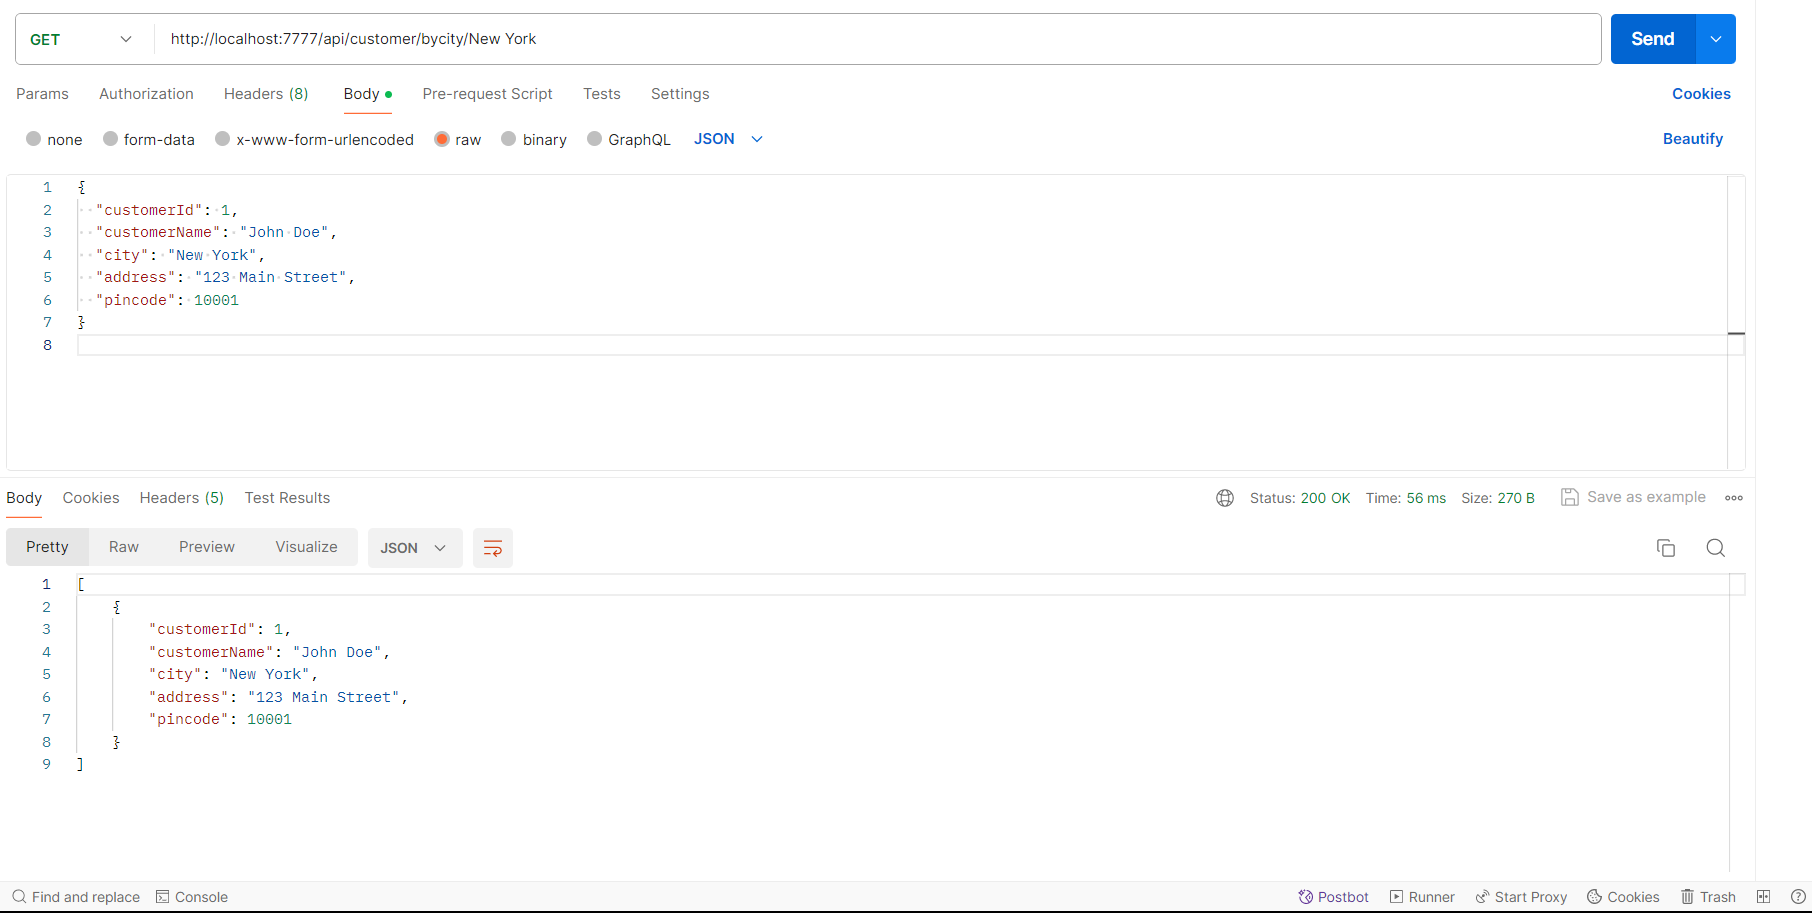 GET http://localhost:7777/api/customer/bycity/New York Send
Params Authorization Headers (8) Body Pre-request Script Tests Settings Cookies
none form-data x-www-form-urlencoded raw binary GraphQL JSON Beautify
1 {
2 "customerId": 1,
3 "customerName": "John Doe",
4 "city": "New York",
5 "address": "123 Main Street",
6 "pincode": 10001
7 }
8
Body Cookies Headers (5) Test Results Status: 200 OK Time: 56 ms Size: 270 B Save as example
Pretty Raw Preview Visualize JSON
1 [
2 {
3 "customerId": 1,
4 "customerName": "John Doe",
5 "city": "New York",
6 "address": "123 Main Street",
7 "pincode": 10001
8 }
9 ]
Find and replace Console Postbot Runner Start Proxy Cookies Trash